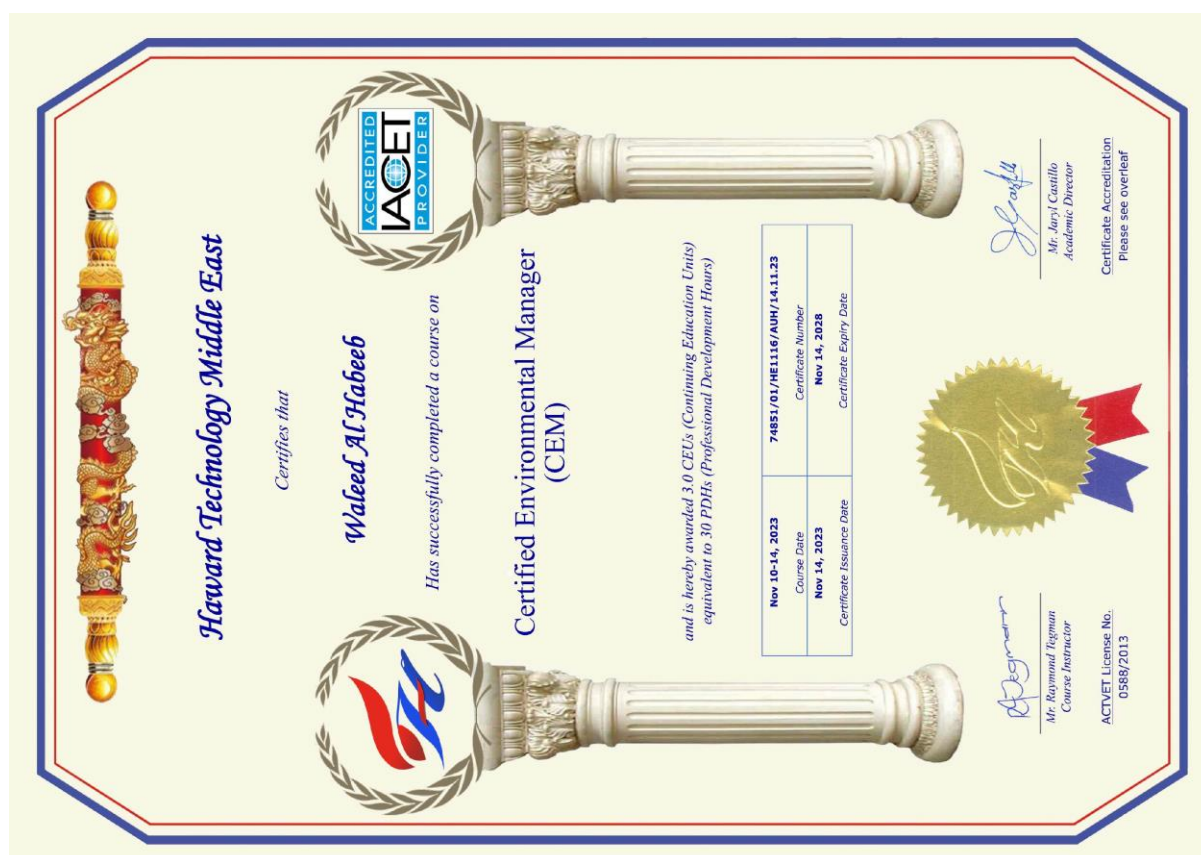 Haward Technology Middle East
Certifies that
Waleed Al Habeeb
Has successfully completed a course on
ACCREDITED
IACET
PROVIDER
Certified Environmental Manager
(CEM)
and is hereby awarded 3.0 CEUs (Continuing Education Units)
equivalent to 30 PDHs (Professional Development Hours)
Nov 10-14, 2023 74851/01/HE1116/AUH/14.11.23
Course Date Certificate Number
Nov 14, 2023 Nov 14, 2028
Certificate Issuance Date Certificate Expiry Date
Mr. Raymond Tegman
Course Instructor
ACTVET License No.
0588/2013
Mr. Jaryl Castillo
Academic Director
Certificate Accreditation
Please see overleaf